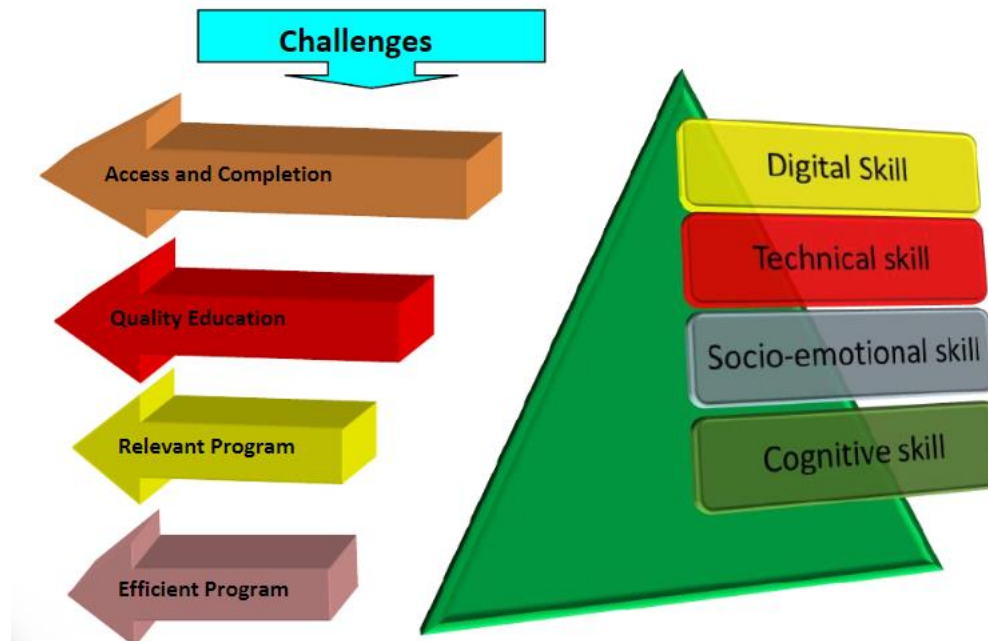 Challenges
Access and Completion
Quality Education
Relevant Program
Efficient Program
Digital Skill
Technical skill
Socio-emotional skill
Cognitive skill